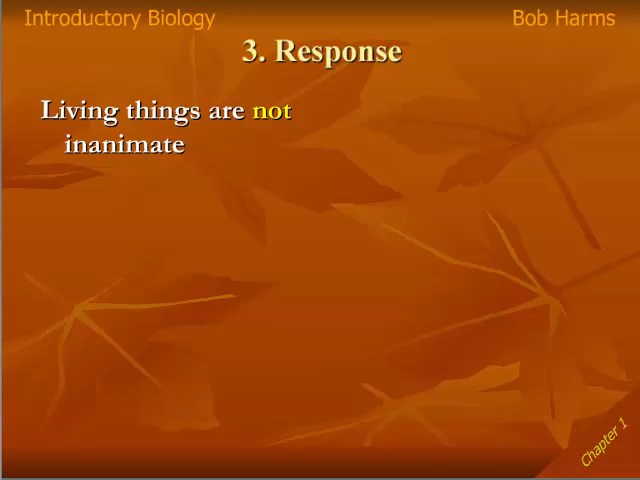 Introductory Biology
Bob Harms
3. Response
Living things are not
inanimate
Chapter 1